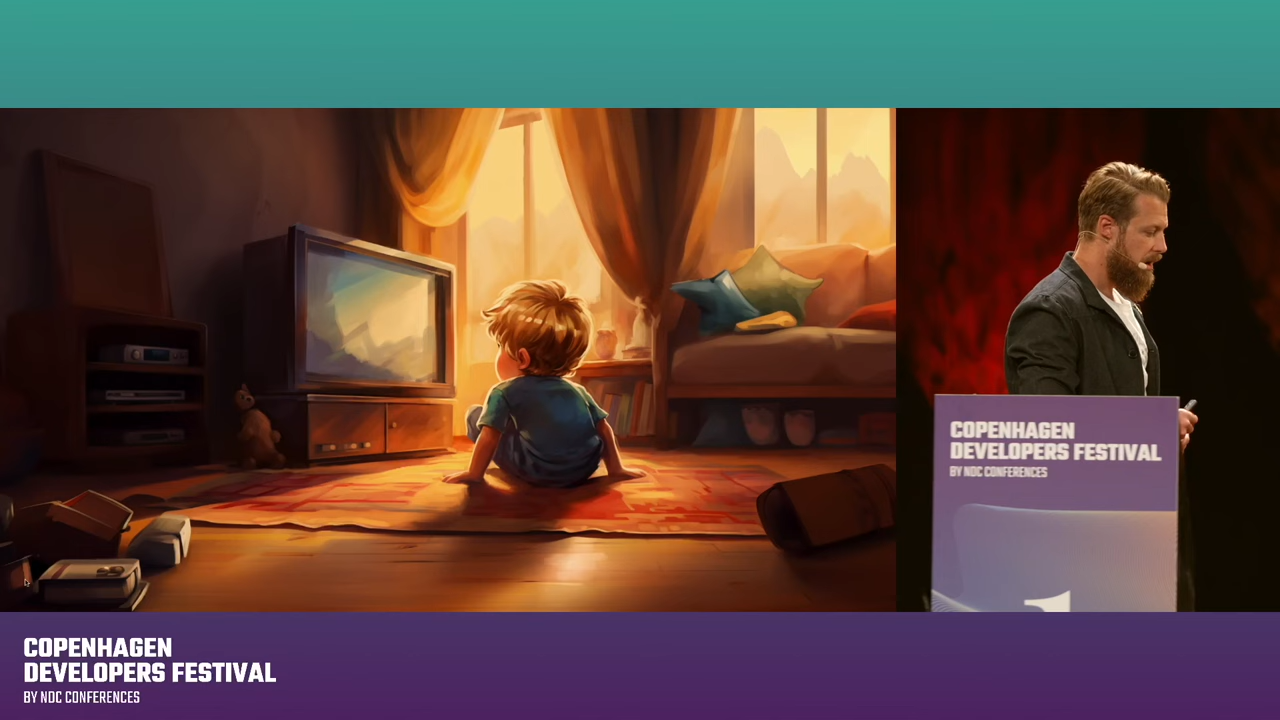 COPENHAGEN
DEVELOPERS FESTIVAL
BY NDC CONFERENCES
COPENHAGEN
DEVELOPERS FESTIVAL
BY NDC CONFERENCES